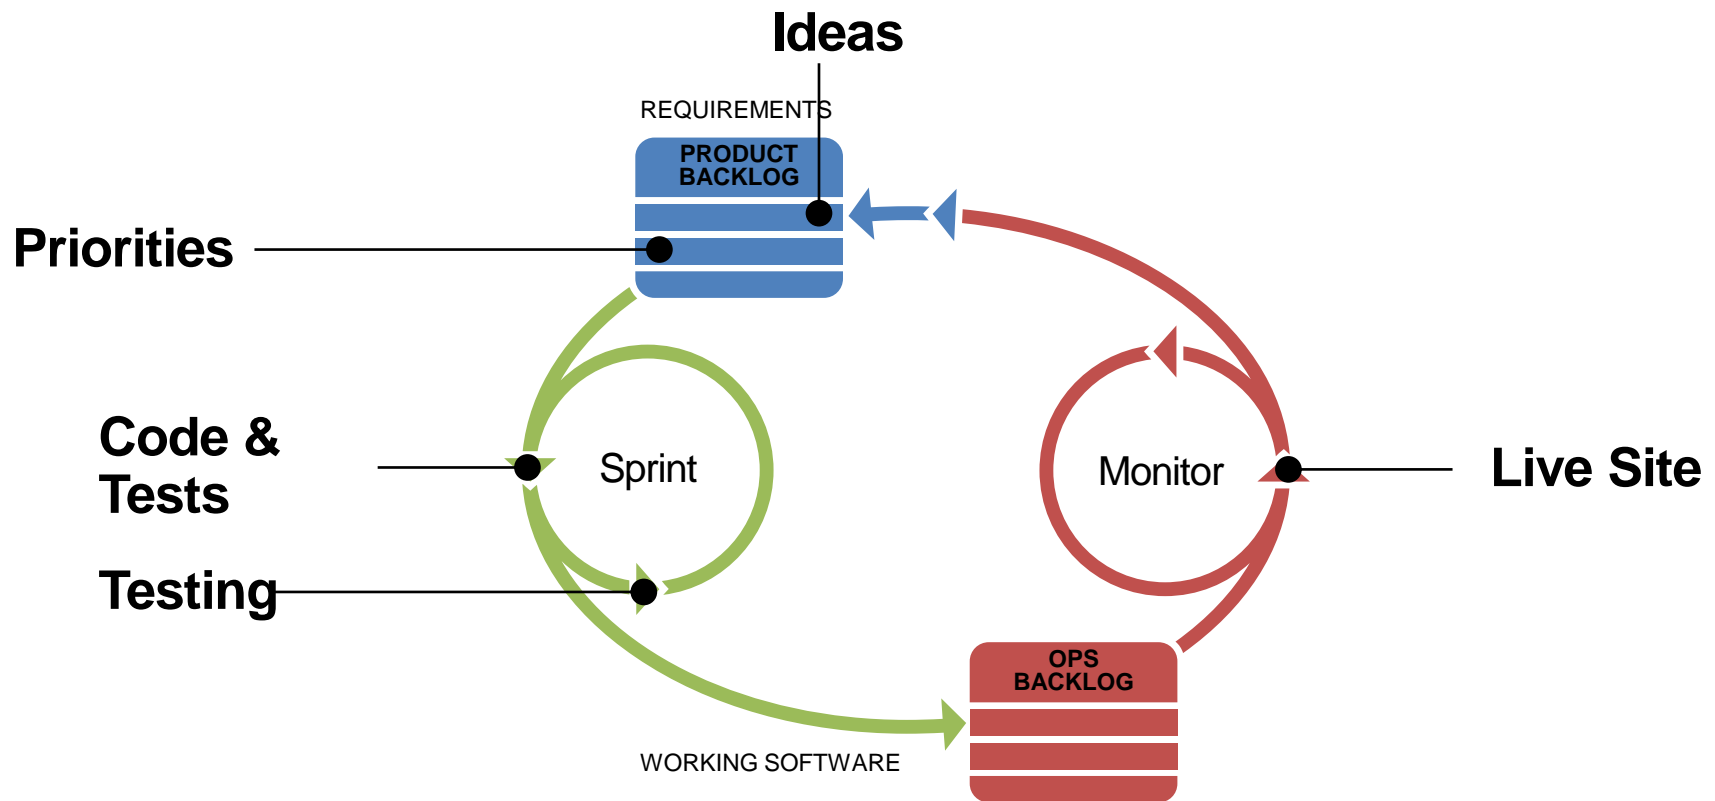 Ideas
REQUIREMENTS
PRODUCT
BACKLOG
Priorities
Code &
Tests
Sprint
Monitor
Live Site
Testing
OPS
BACKLOG
WORKING SOFTWARE